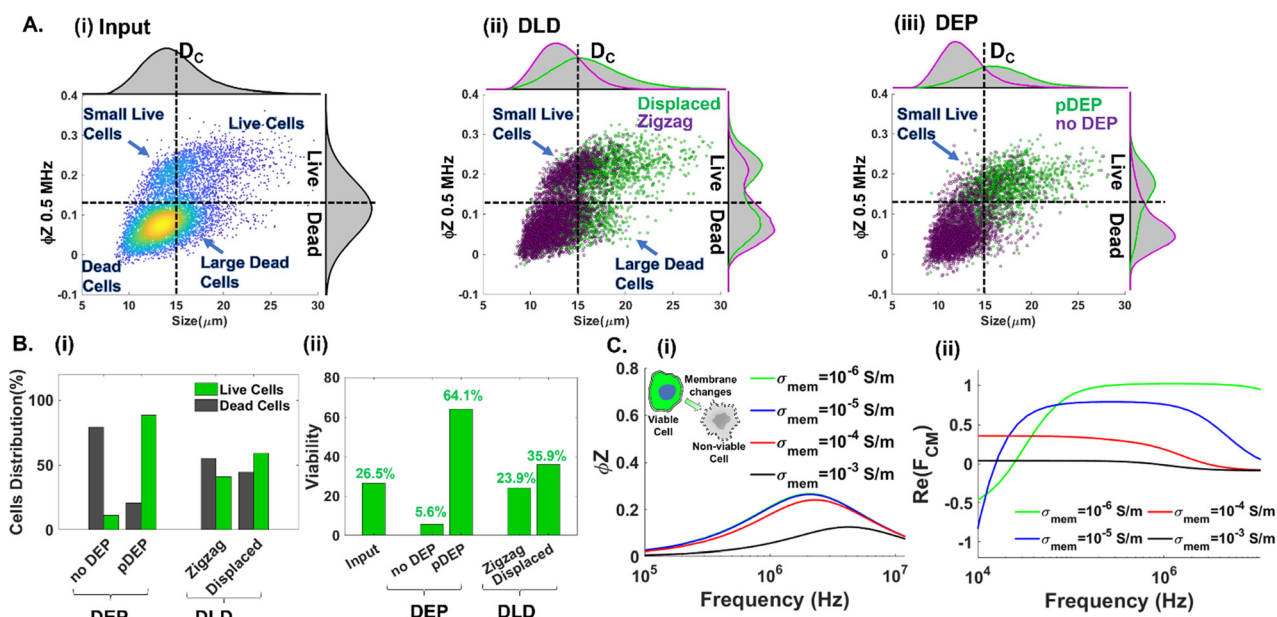 A.
(i) Input
D_C
0.4
0.3
0.2
0.1
0
-0.1
ϕZ 0.5 MHz
Small Live
Cells
Live Cells
Live
Dead
Dead
Cells
Large Dead
Cells
5 10 15 20 25 30
Size(μm)
(ii) DLD
D_C
0.4
0.3
0.2
0.1
0
-0.1
ϕZ 0.5 MHz
Displaced
Zigzag
Small Live
Cells
Live
Dead
Large Dead
Cells
5 10 15 20 25 30
Size(μm)
(iii) DEP
D_C
0.4
0.3
0.2
0.1
0
-0.1
ϕZ 0.5 MHz
pDEP
no DEP
Small Live
Cells
Live
Dead
5 10 15 20 25 30
Size(μm)
B.
(i)
Cells Distribution(%)
100
50
0
Live Cells
Dead Cells
no DEP
pDEP
Zigzag
Displaced
DEP
DLD
(ii)
Viability
80
60
40
20
0
26.5%
5.6%
64.1%
23.9%
35.9%
Input
no DEP
pDEP
Zigzag
Displaced
DEP
DLD
C.
(i)
ϕZ
0.8
0.6
0.4
0.2
0
Membrane
changes
Viable
Cell
Non-viable
Cell
σ_mem=10^-6 S/m
σ_mem=10^-5 S/m
σ_mem=10^-4 S/m
σ_mem=10^-3 S/m
10^5 10^6 10^7
Frequency (Hz)
(ii)
Re(F_CM)
1
0.5
0
-0.5
-1
σ_mem=10^-6 S/m
σ_mem=10^-4 S/m
σ_mem=10^-5 S/m
σ_mem=10^-3 S/m
10^4 10^6
Frequency (Hz)